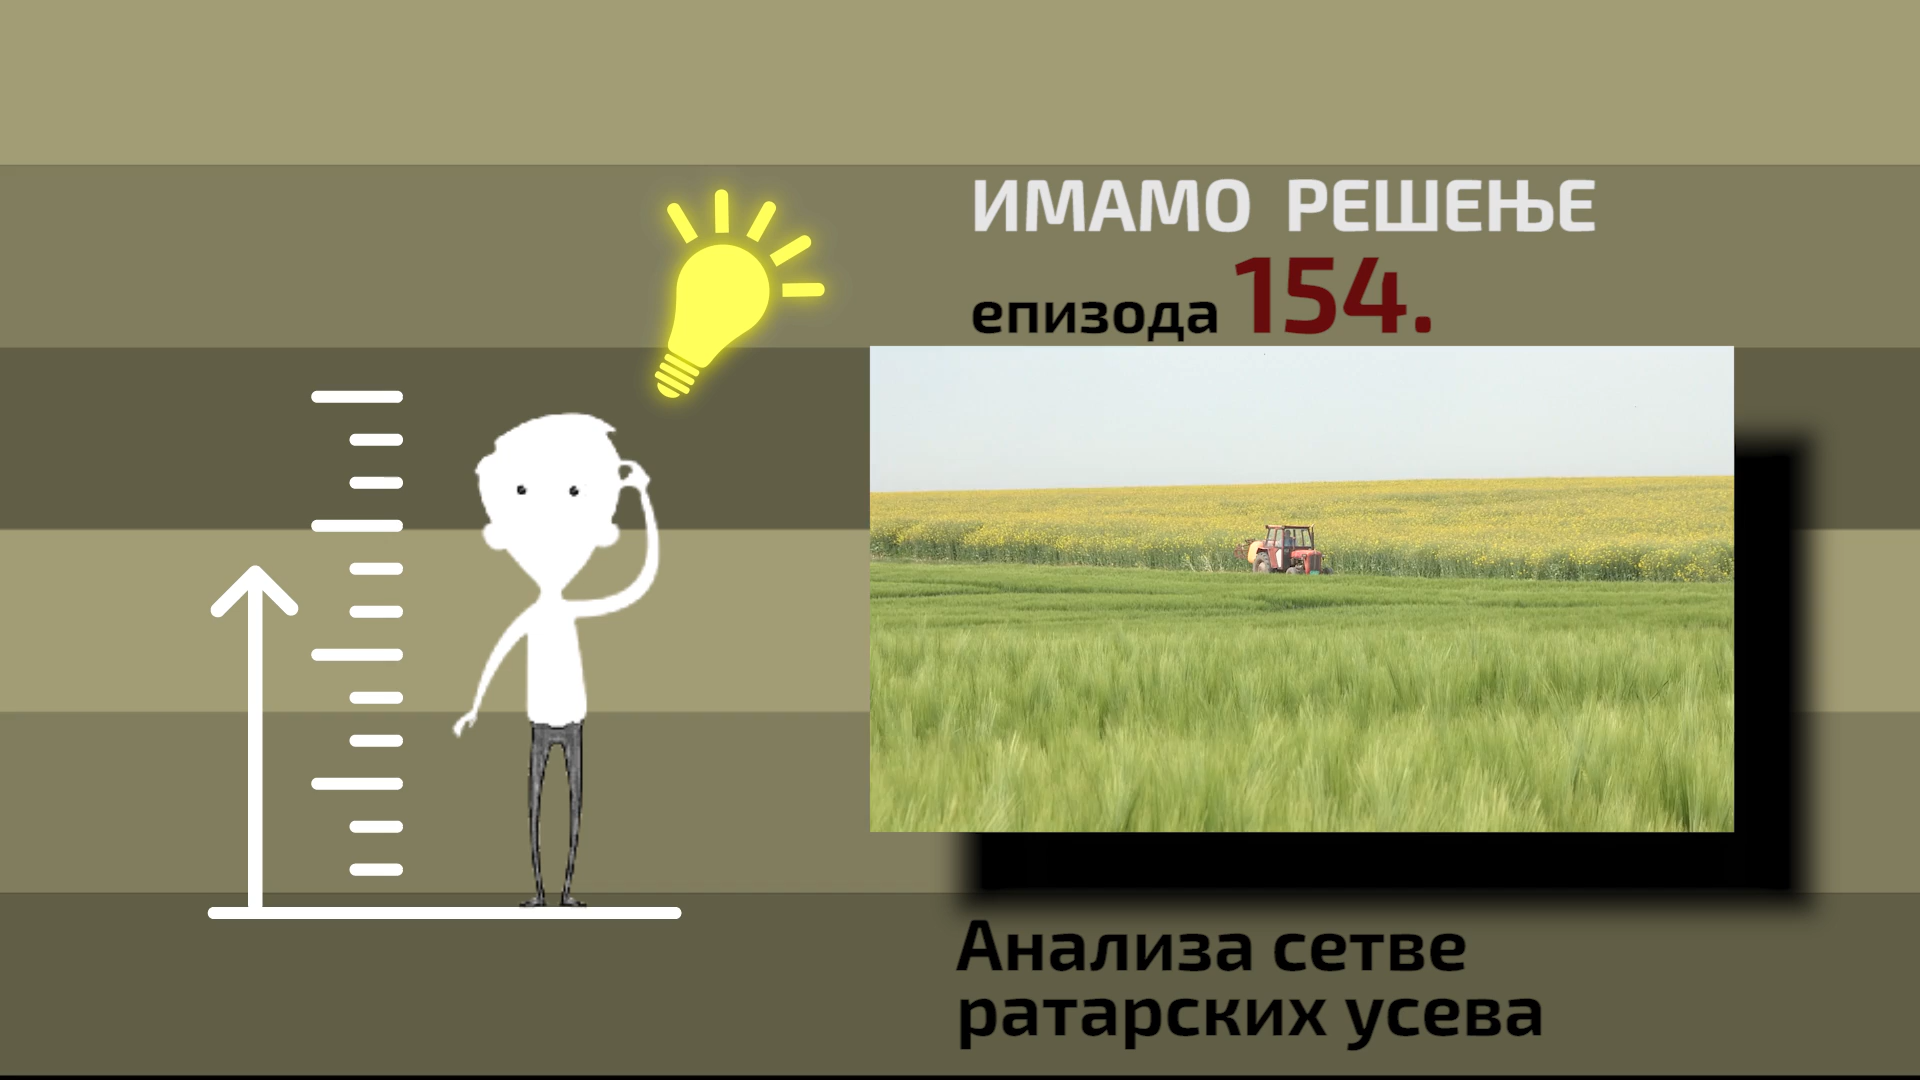 ИМАМО РЕШЕЊЕ
епизода 154.
Анализа сетве
ратарских усева